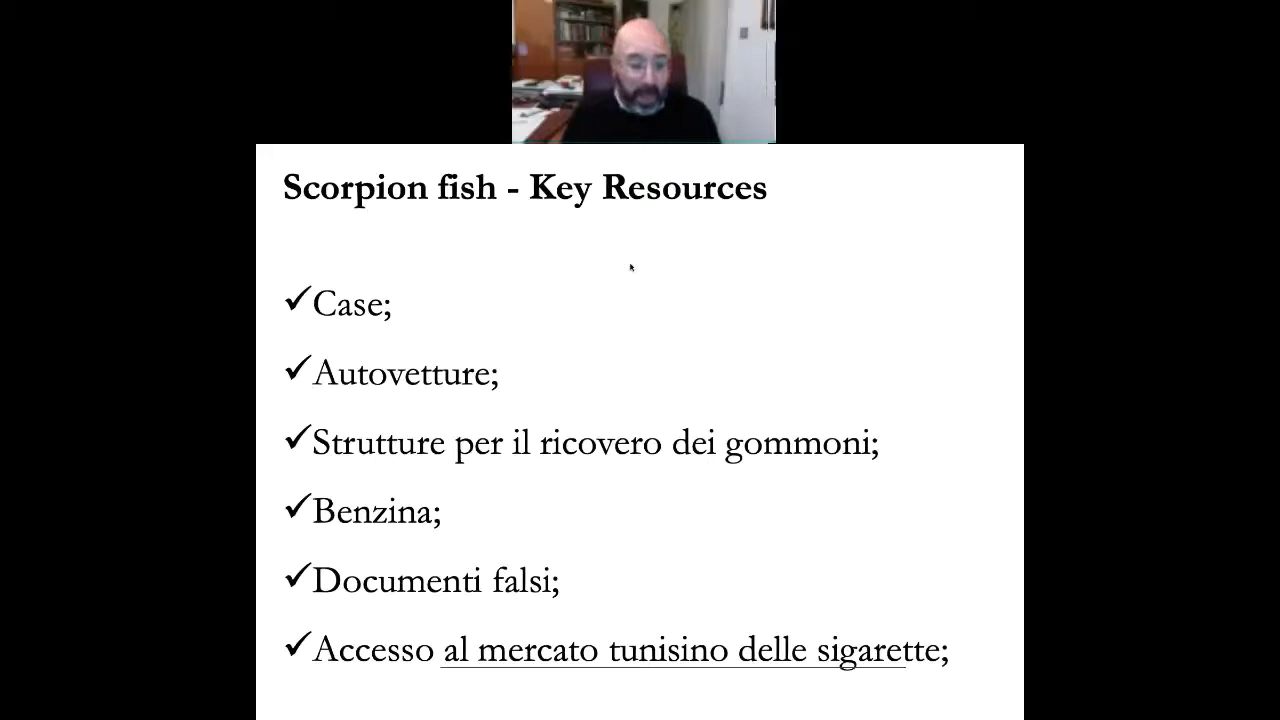 Scorpion fish - Key Resources
✓Case;
✓Autovetture;
✓Strutture per il ricovero dei gommoni;
✓Benzina;
✓Documenti falsi;
✓Accesso al mercato tunisino delle sigarette;